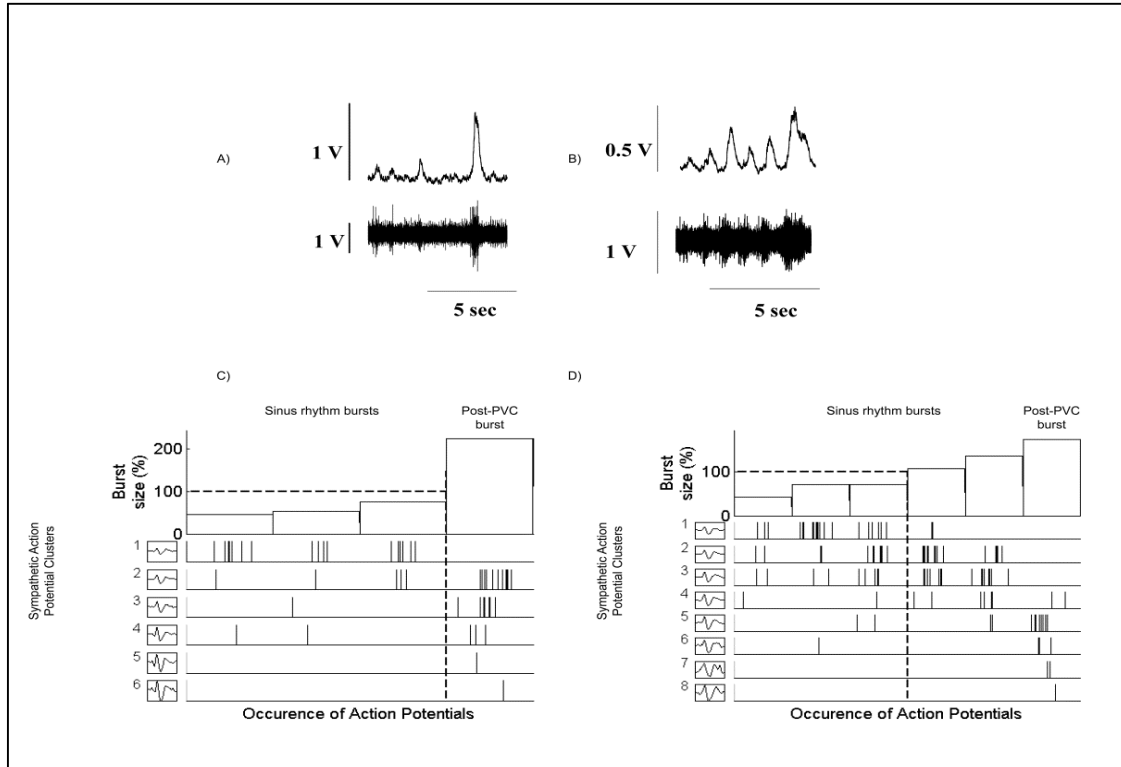 A)
1 V
1 V
5 sec
B)
0.5 V
1 V
5 sec
C)
Sinus rhythm bursts
Post-PVC
burst
Burst
size (%)
200
100
0
Sympathetic Action
Potential Clusters
1
2
3
4
5
6
Occurence of Action Potentials
D)
Sinus rhythm bursts
Post-PVC
burst
Burst
size (%)
100
0
Sympathetic Action
Potential Clusters
1
2
3
4
5
6
7
8
Occurence of Action Potentials